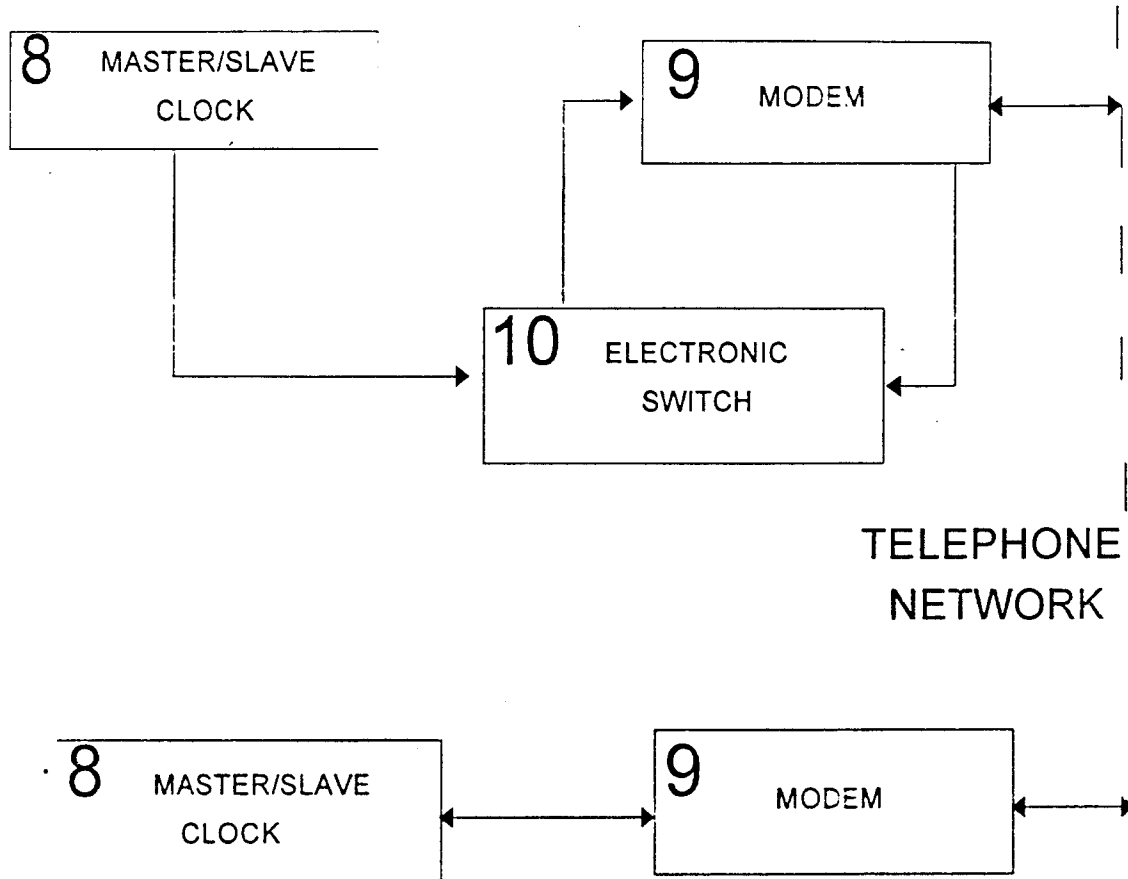 8 MASTER/SLAVE
CLOCK
9 MODEM
10 ELECTRONIC
SWITCH
TELEPHONE
NETWORK
8 MASTER/SLAVE
CLOCK
9 MODEM